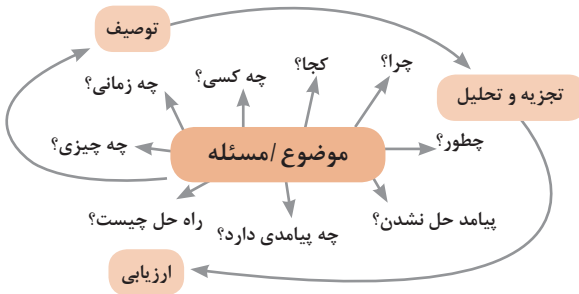 توصیف
چرا؟
کجا؟
چه کسی؟
چه زمانی؟
تجزیه و تحلیل
موضوع /مسئله
چطور؟
چه چیزی؟
پیامد حل نشدن؟
چه پیامدی دارد؟
راه حل چیست؟
ارزیابی